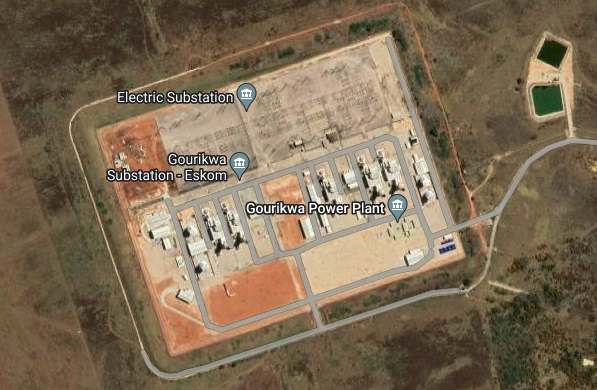 Electric Substation
Gourikwa
Substation - Eskom
Gourikwa Power Plant